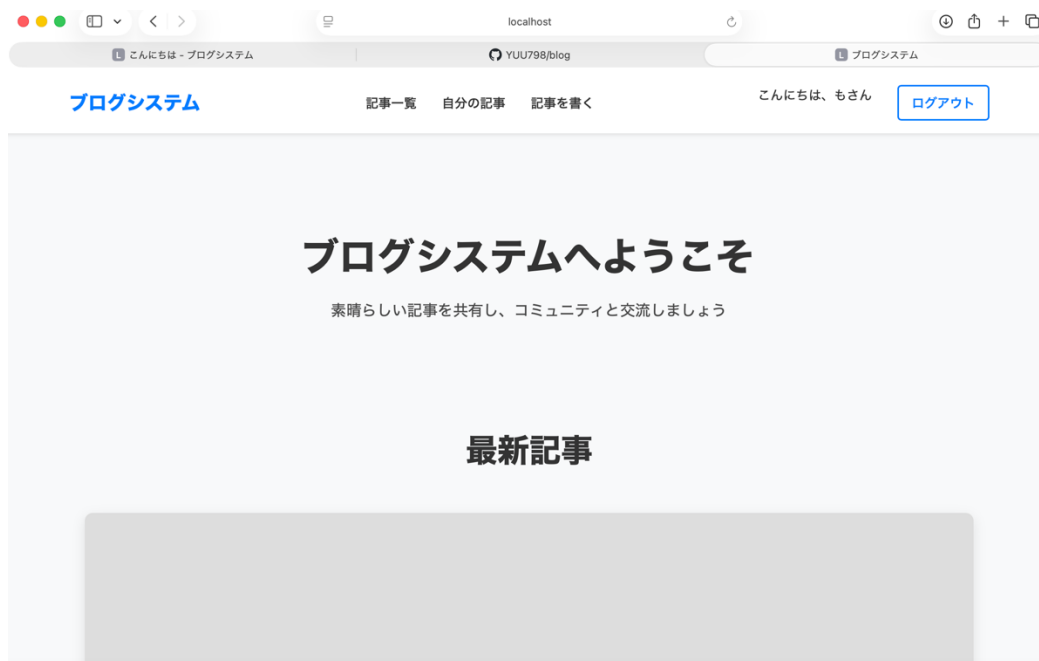 localhost
L こんにちは - ブログシステム
YUU798/blog
L ブログシステム
ブログシステム
記事一覧 自分の記事 記事を書く
こんにちは、もさん
ログアウト
ブログシステムへようこそ
素晴らしい記事を共有し、コミュニティと交流しましょう
最新記事